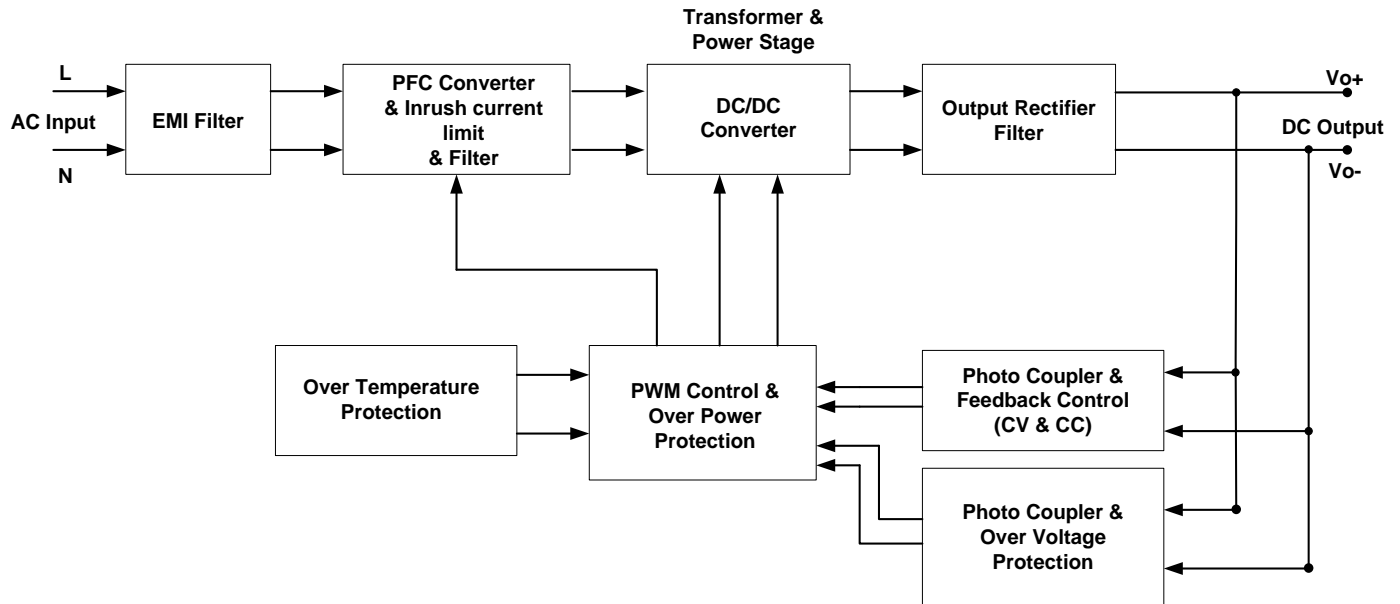 Transformer &
Power Stage
L
AC Input
N
EMI Filter
PFC Converter
& Inrush current
limit
& Filter
DC/DC
Converter
Output Rectifier
Filter
Vo+
DC Output
Vo-
Over Temperature
Protection
PWM Control &
Over Power
Protection
Photo Coupler &
Feedback Control
(CV & CC)
Photo Coupler &
Over Voltage
Protection